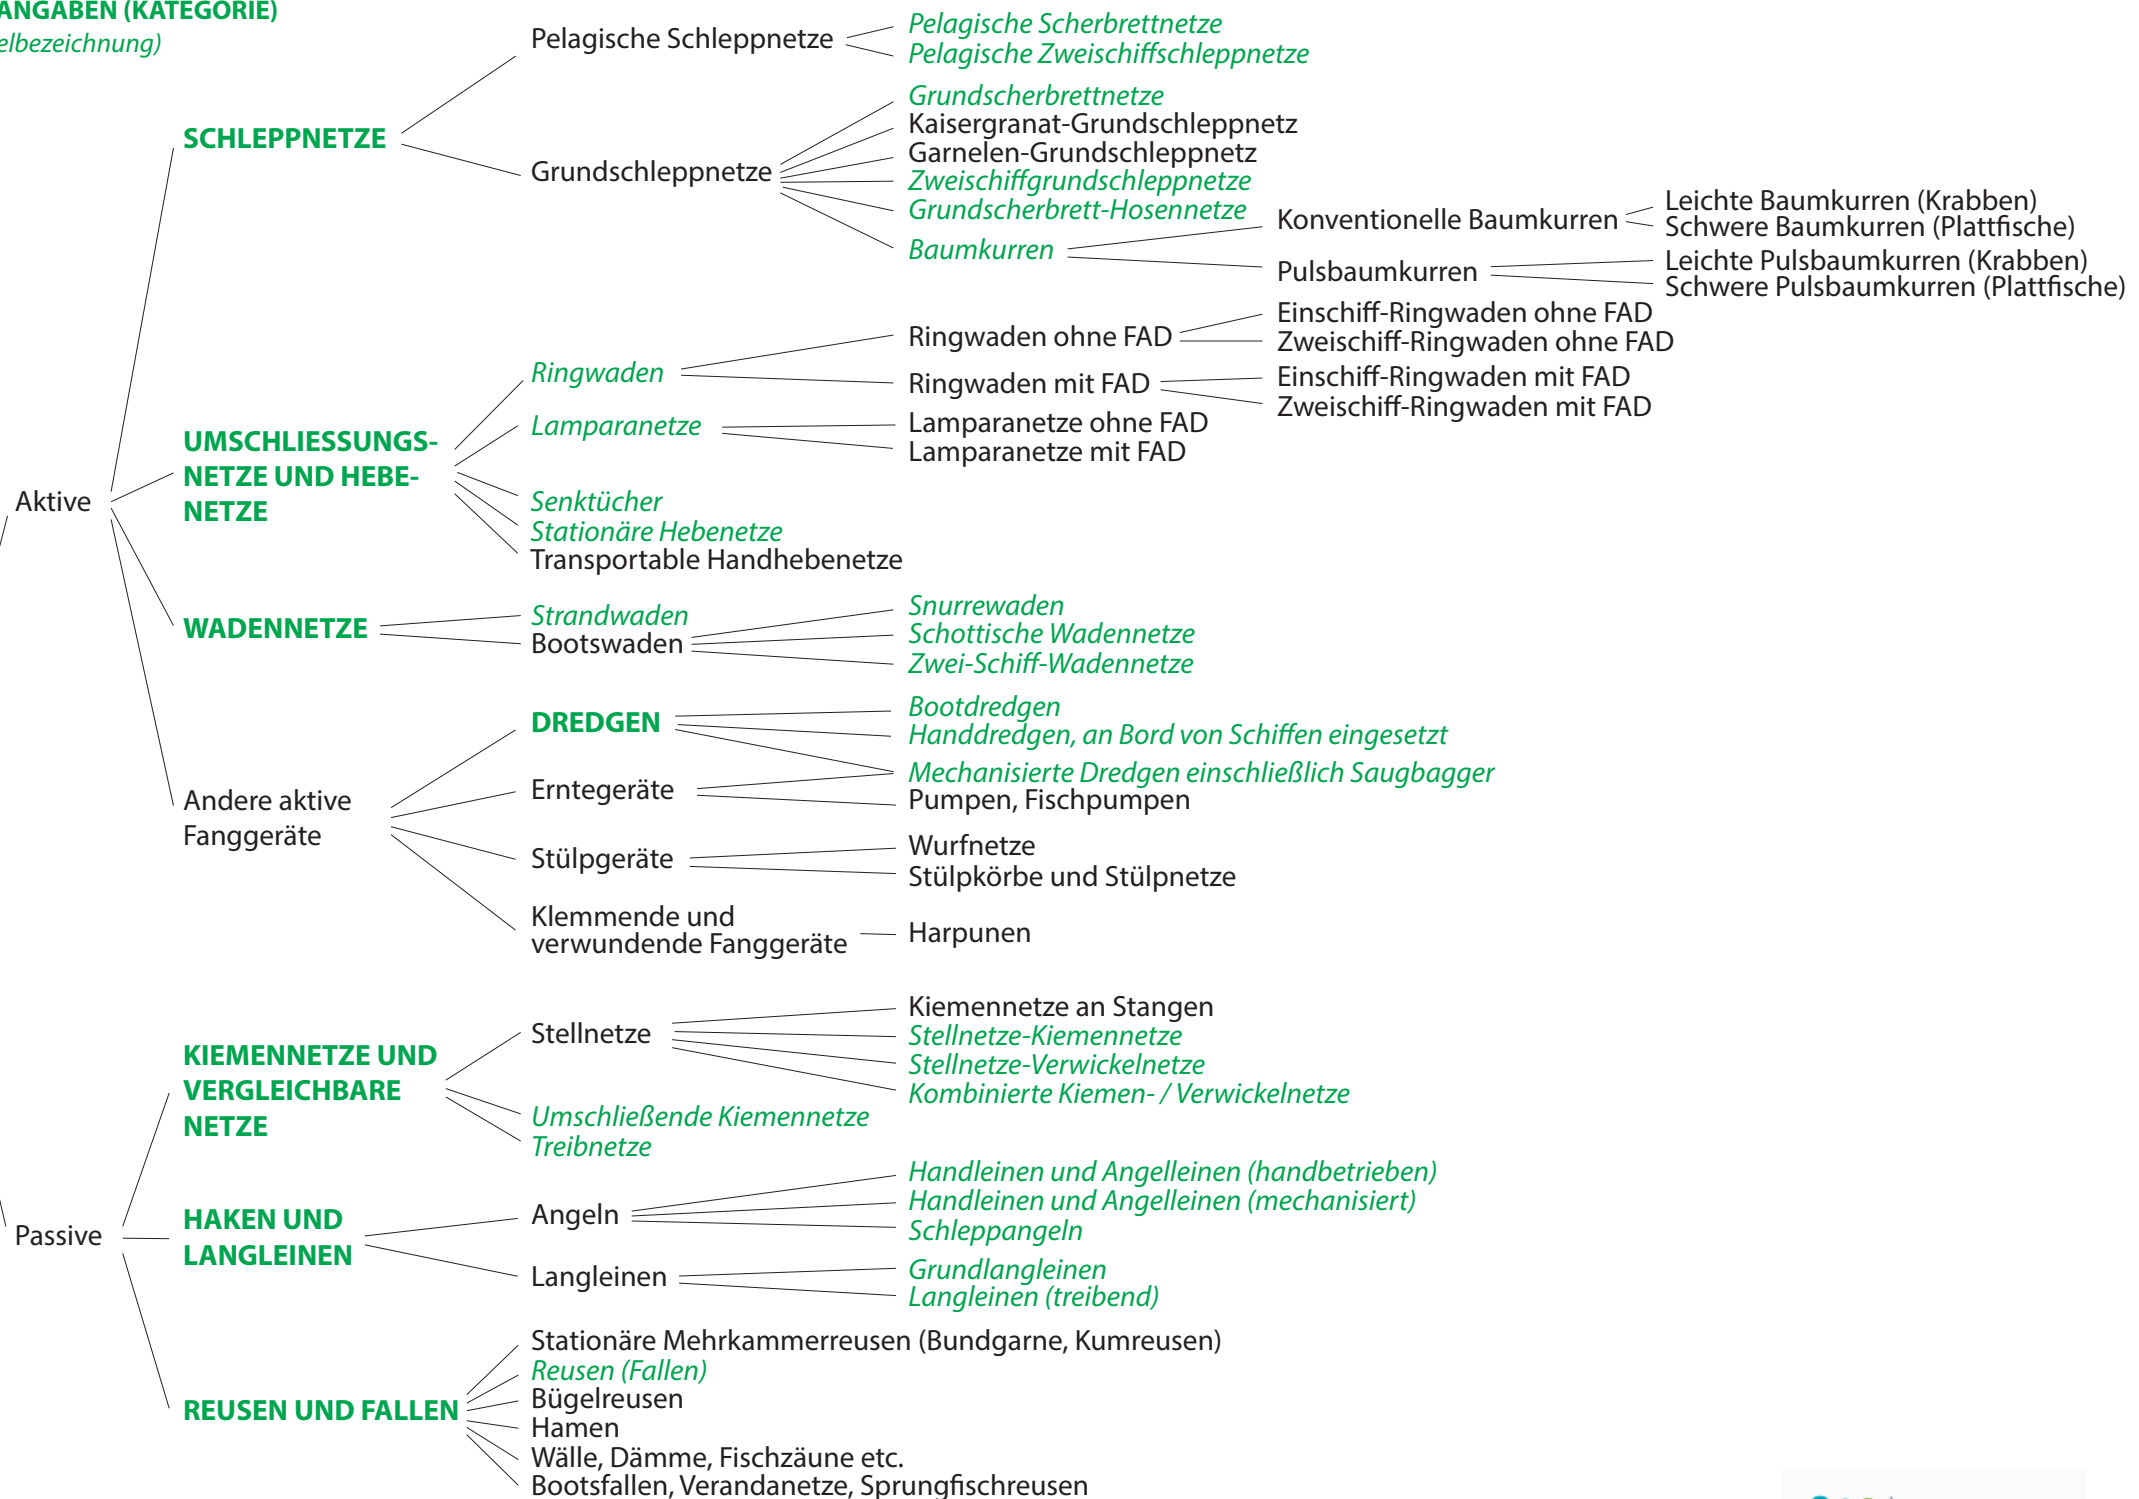 ANGABEN (KATEGORIE)
elbezeichnung)
Aktive
SCHLEPPNETZE
Pelagische Schleppnetze
Pelagische Scherbrettnetze
Pelagische Zweischiffschleppnetze
Grundschleppnetze
Grundscherbrettnetze
Kaisergranat-Grundschleppnetz
Garnelen-Grundschleppnetz
Zweischiffgrundschleppnetze
Grundscherbrett-Hosennetze
Baumkurren
Konventionelle Baumkurren
Leichte Baumkurren (Krabben)
Schwere Baumkurren (Plattfische)
Pulsbaumkurren
Leichte Pulsbaumkurren (Krabben)
Schwere Pulsbaumkurren (Plattfische)
UMSCHLIESSUNGS-
NETZE UND HEBE-
NETZE
Ringwaden
Ringwaden ohne FAD
Einschiff-Ringwaden ohne FAD
Zweischiff-Ringwaden ohne FAD
Ringwaden mit FAD
Einschiff-Ringwaden mit FAD
Zweischiff-Ringwaden mit FAD
Lamparanetze
Lamparanetze ohne FAD
Lamparanetze mit FAD
Senktücher
Stationäre Hebenetze
Transportable Handhebenetze
WADENNETZE
Strandwaden
Bootswaden
Snurrewaden
Schottische Wadennetze
Zwei-Schiff-Wadennetze
Andere aktive
Fanggeräte
DREDGEN
Bootdredgen
Handdredgen, an Bord von Schiffen eingesetzt
Mechanisierte Dredgen einschließlich Saugbagger
Erntegeräte
Pumpen, Fischpumpen
Stülpgeräte
Wurfnetze
Stülpkörbe und Stülpnetze
Klemmende und
verwundende Fanggeräte
Harpunen
Passive
KIEMENNETZE UND
VERGLEICHBARE
NETZE
Stellnetze
Kiemennetze an Stangen
Stellnetze-Kiemennetze
Stellnetze-Verwickelnetze
Kombinierte Kiemen- / Verwickelnetze
Umschließende Kiemennetze
Treibnetze
HAKEN UND
LANGLEINEN
Angeln
Handleinen und Angelleinen (handbetrieben)
Handleinen und Angelleinen (mechanisiert)
Schleppangeln
Langleinen
Grundlangleinen
Langleinen (treibend)
REUSEN UND FALLEN
Stationäre Mehrkammerreusen (Bundgarne, Kumreusen)
Reusen (Fallen)
Bügelreusen
Hamen
Wälle, Dämme, Fischzäune etc.
Bootsfallen, Verandanetze, Sprungfischreusen